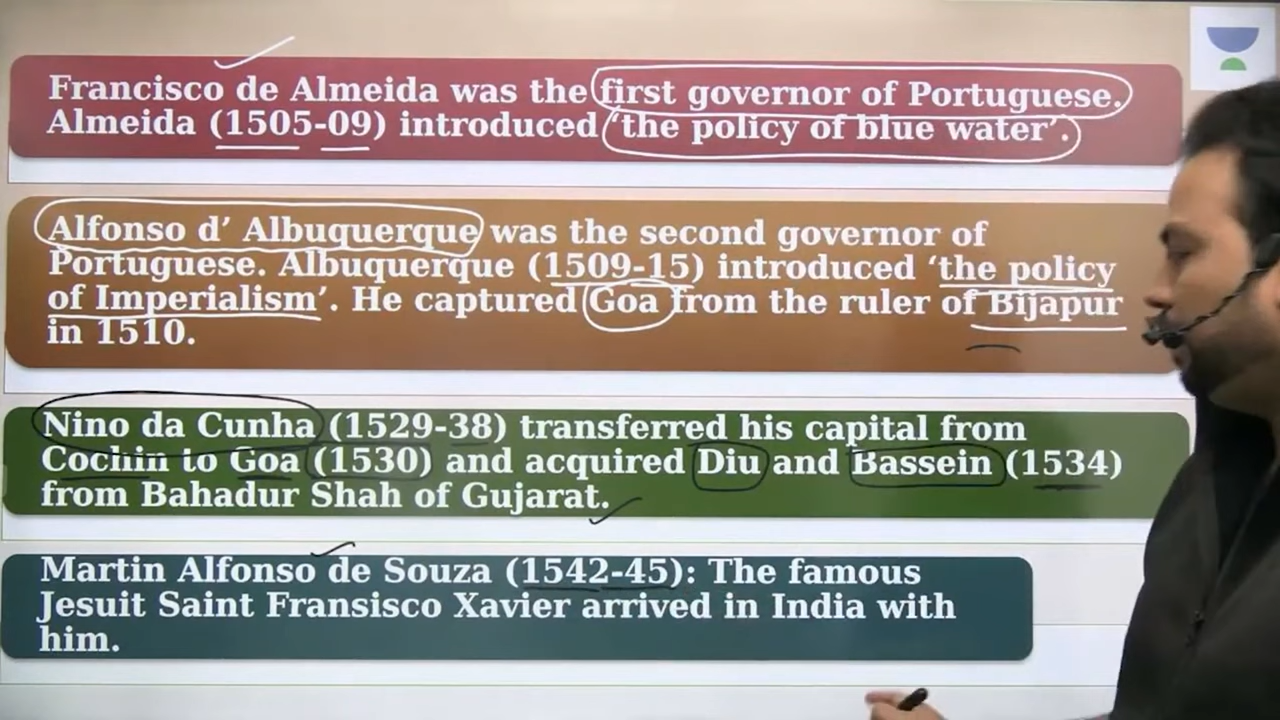 Francisco de Almeida was the first governor of Portuguese.
Almeida (1505-09) introduced 'the policy of blue water'.
Alfonso d' Albuquerque was the second governor of
Portuguese. Albuquerque (1509-15) introduced 'the policy
of Imperialism'. He captured Goa from the ruler of Bijapur
in 1510.
Nino da Cunha (1529-38) transferred his capital from
Cochin to Goa (1530) and acquired Diu and Bassein (1534)
from Bahadur Shah of Gujarat.
Martin Alfonso de Souza (1542-45): The famous
Jesuit Saint Fransisco Xavier arrived in India with
him.